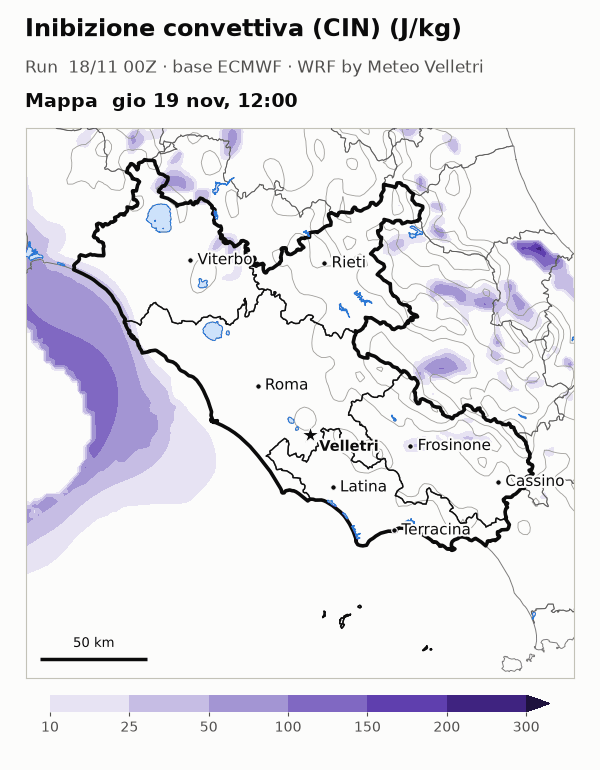 Inibizione convettiva (CIN) (J/kg)
Run 18/11 00Z · base ECMWF · WRF by Meteo Velletri
Mappa gio 19 nov, 12:00
Viterbo
Rieti
Roma
Velletri
Frosinone
Cassino
Latina
Terracina
50 km
10 25 50 100 150 200 300